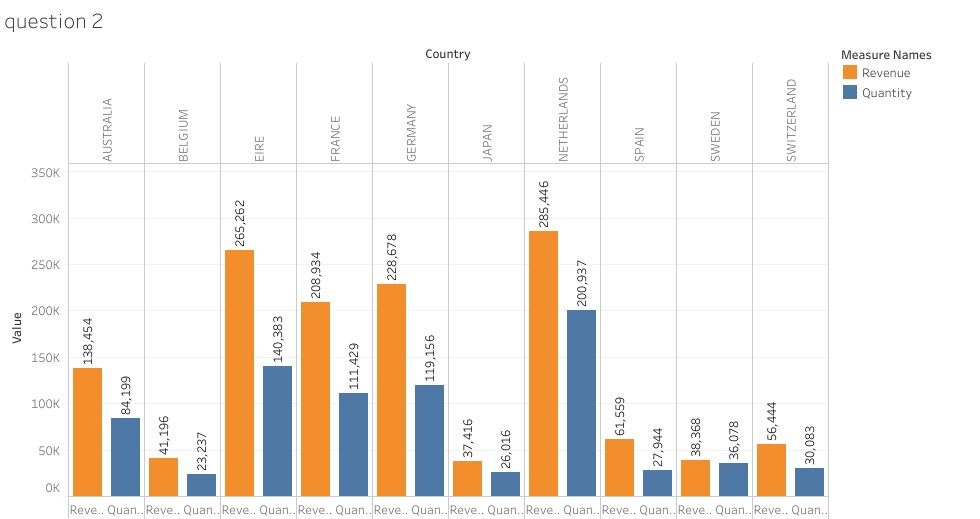 question 2
Country
Measure Names
Revenue
Quantity
AUSTRALIA
BELGIUM
EIRE
FRANCE
GERMANY
JAPAN
NETHERLANDS
SPAIN
SWEDEN
SWITZERLAND
Value
350K
300K
250K
200K
150K
100K
50K
0K
138,454
84,199
41,196
23,237
265,262
140,383
208,934
111,429
228,678
119,156
37,416
26,016
285,446
200,937
61,559
27,944
38,368
36,078
56,444
30,083
Reve.. Quan.. Reve.. Quan.. Reve.. Quan.. Reve.. Quan.. Reve.. Quan.. Reve.. Quan.. Reve.. Quan.. Reve.. Quan.. Reve.. Quan.. Reve.. Quan..